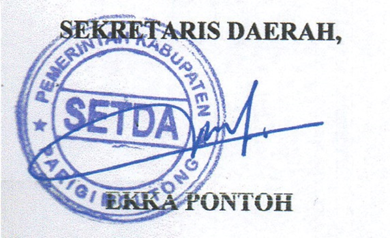 SEKRETARIS DAERAH,
PEMERINTAH KABUPATEN
SETDA
PARIGI MOUTONG
EKKA PONTOH